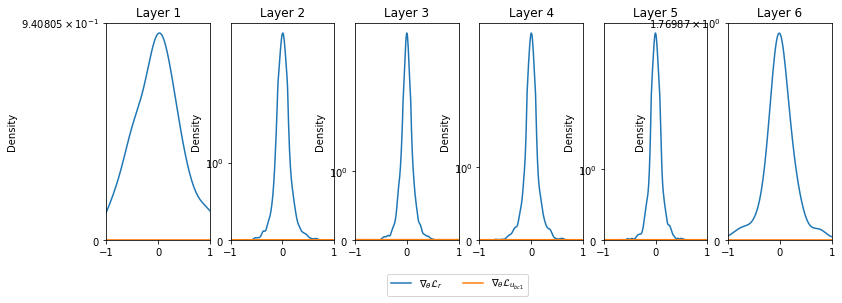 Layer 1 Layer 2 Layer 3 Layer 4 Layer 5 Layer 6
9.40805 × 10⁻¹ 1.76987 × 10⁰
Density Density Density Density Density Density
10⁰ 10⁰ 10⁰ 10⁰
0 0 0 0 0 0
−1 0 1 −1 0 1 −1 0 1 −1 0 1 −1 0 1 −1 0 1
∇θℒr ∇θℒu_bc1